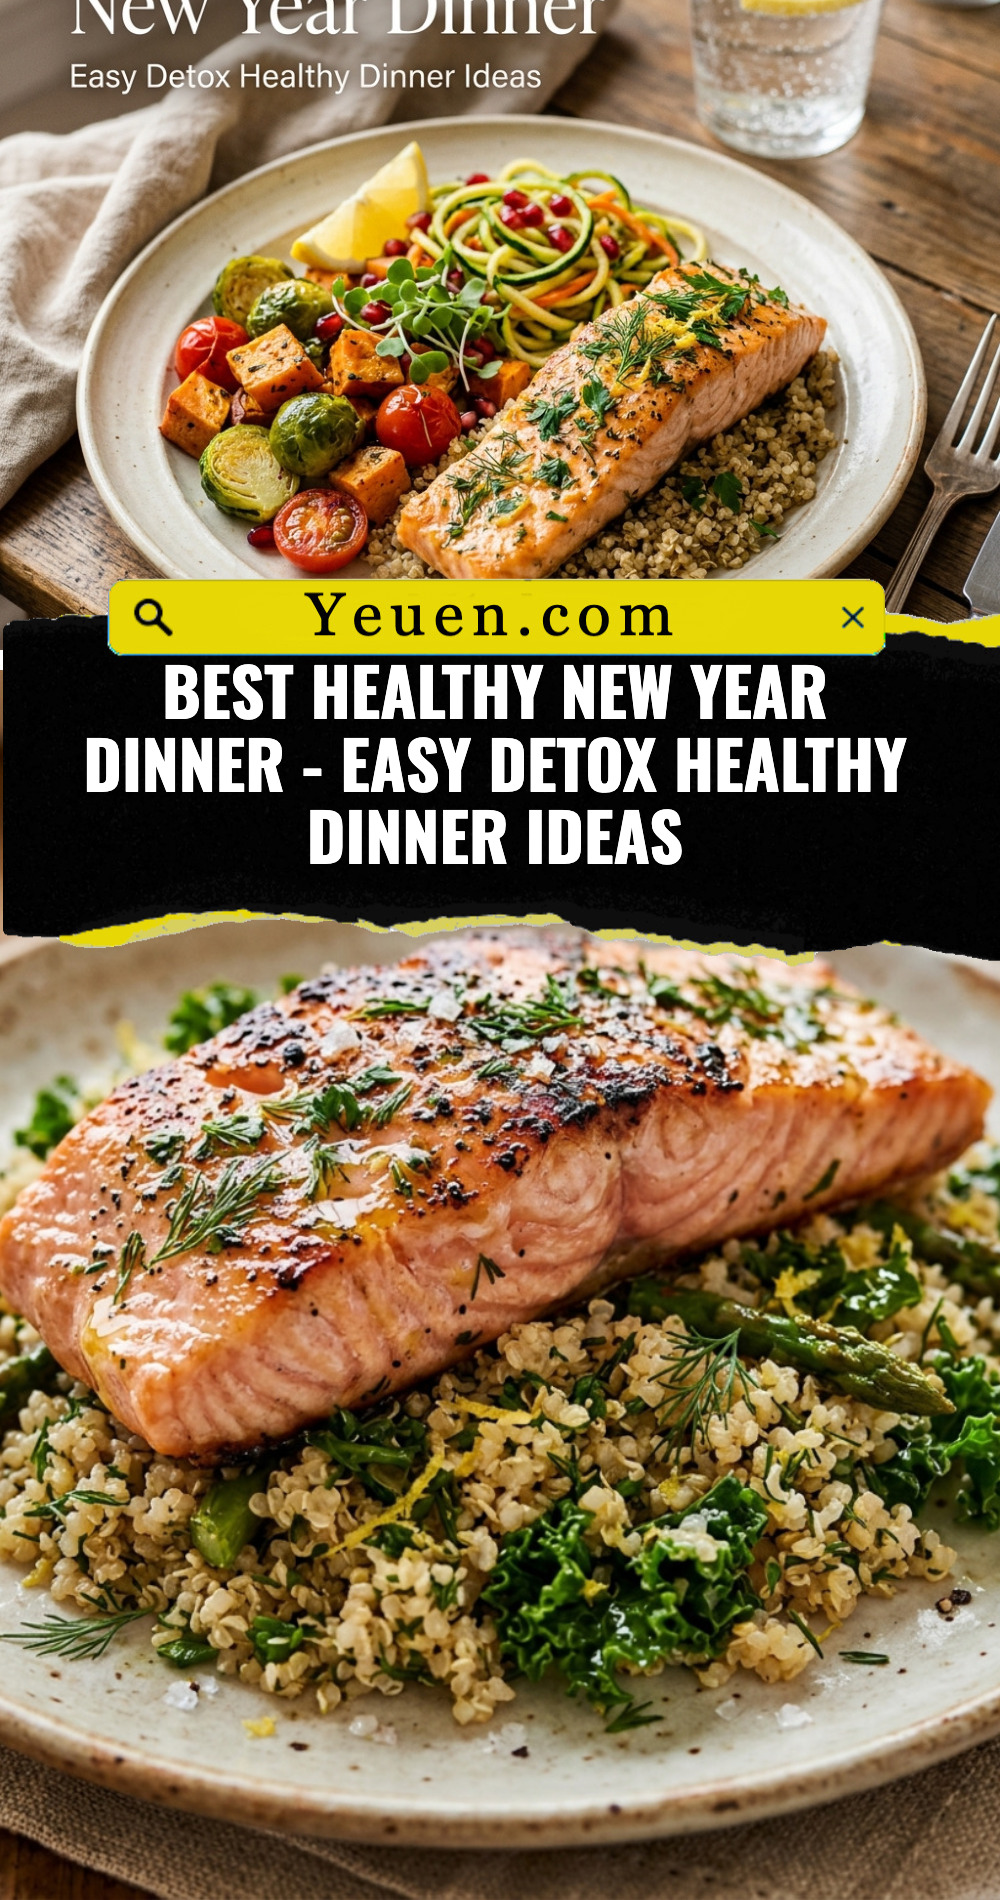 New Year Dinner
Easy Detox Healthy Dinner Ideas
Yeuen.com
BEST HEALTHY NEW YEAR
DINNER - EASY DETOX HEALTHY
DINNER IDEAS